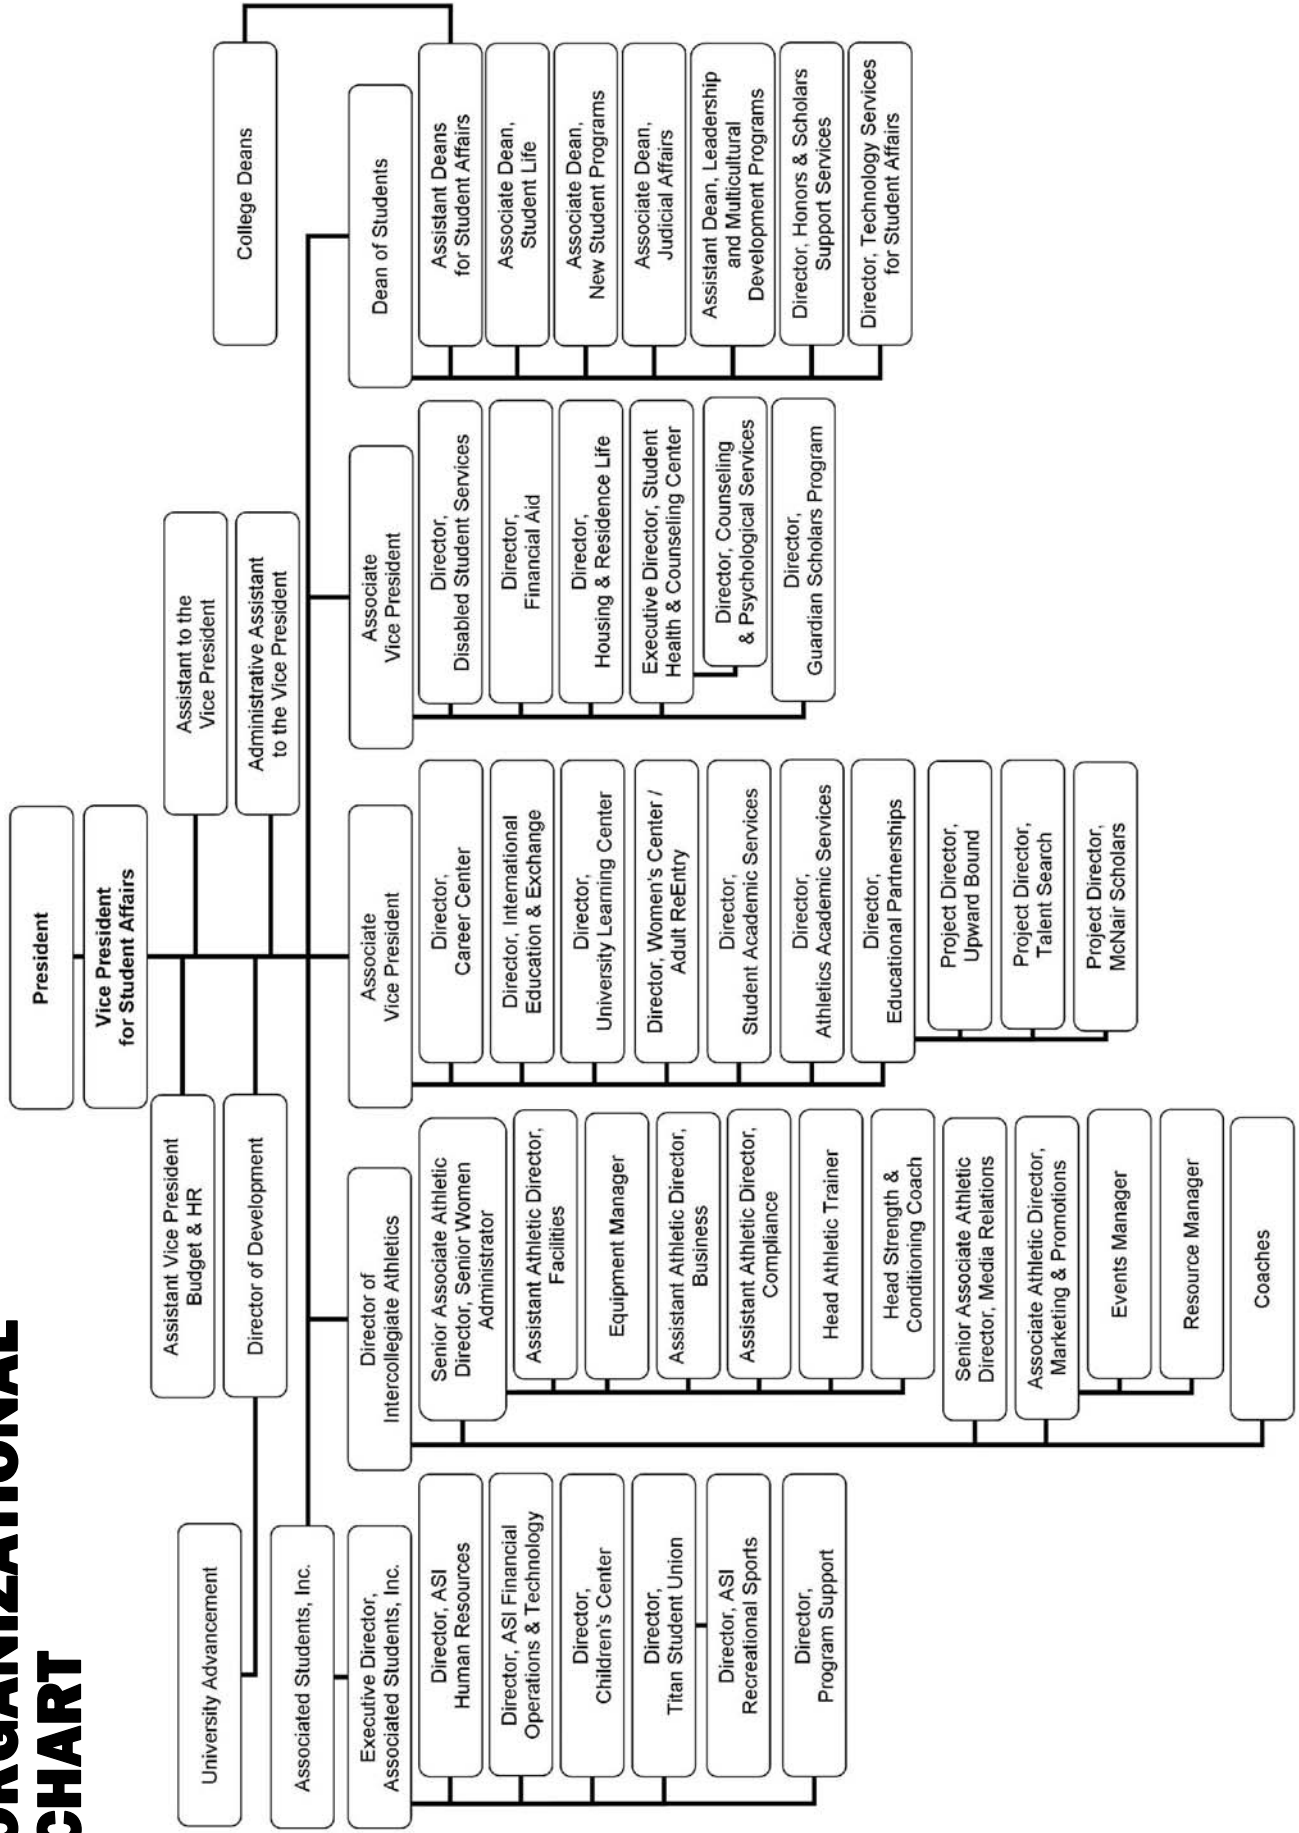 ORGANIZATIONAL
CHART
President
Vice President
for Student Affairs
Assistant Vice President
Budget & HR
Director of Development
University Advancement
Assistant to the
Vice President
Administrative Assistant
to the Vice President
College Deans
Associated Students, Inc.
Executive Director,
Associated Students, Inc.
Director, ASI
Human Resources
Director, ASI Financial
Operations & Technology
Director,
Children's Center
Director,
Titan Student Union
Director, ASI
Recreational Sports
Director,
Program Support
Director of
Intercollegiate Athletics
Senior Associate Athletic
Director, Senior Women
Administrator
Assistant Athletic Director,
Facilities
Equipment Manager
Assistant Athletic Director,
Business
Assistant Athletic Director,
Compliance
Head Athletic Trainer
Head Strength &
Conditioning Coach
Senior Associate Athletic
Director, Media Relations
Associate Athletic Director,
Marketing & Promotions
Events Manager
Resource Manager
Coaches
Associate
Vice President
Director,
Career Center
Director, International
Education & Exchange
Director,
University Learning Center
Director, Women's Center /
Adult ReEntry
Director,
Student Academic Services
Director,
Athletics Academic Services
Director,
Educational Partnerships
Project Director,
Upward Bound
Project Director,
Talent Search
Project Director,
McNair Scholars
Associate
Vice President
Director,
Disabled Student Services
Director,
Financial Aid
Director,
Housing & Residence Life
Executive Director, Student
Health & Counseling Center
Director, Counseling
& Psychological Services
Director,
Guardian Scholars Program
Dean of Students
Assistant Deans
for Student Affairs
Associate Dean,
Student Life
Associate Dean,
New Student Programs
Associate Dean,
Judicial Affairs
Assistant Dean, Leadership
and Multicultural
Development Programs
Director, Honors & Scholars
Support Services
Director, Technology Services
for Student Affairs